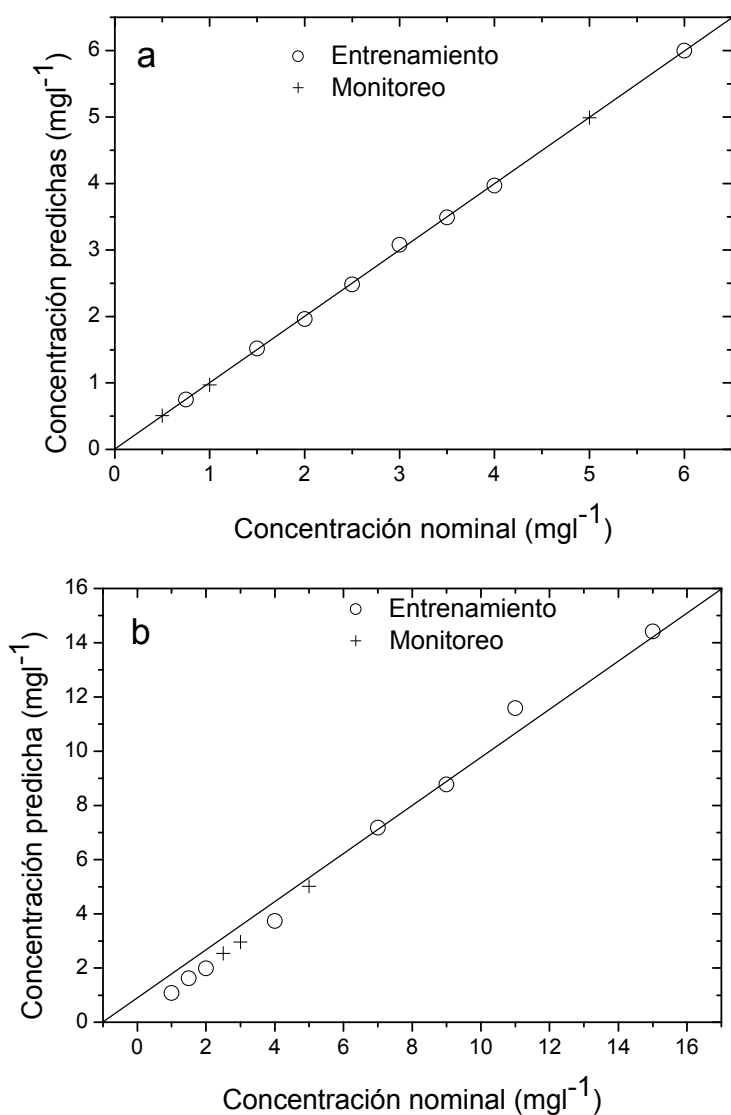 a
Entrenamiento
Monitoreo
Concentración predichas (mgl⁻¹)
6
5
4
3
2
1
0
0 1 2 3 4 5 6
Concentración nominal (mgl⁻¹)
b
Entrenamiento
Monitoreo
Concentración predicha (mgl⁻¹)
16
14
12
10
8
6
4
2
0
0 2 4 6 8 10 12 14 16
Concentración nominal (mgl⁻¹)